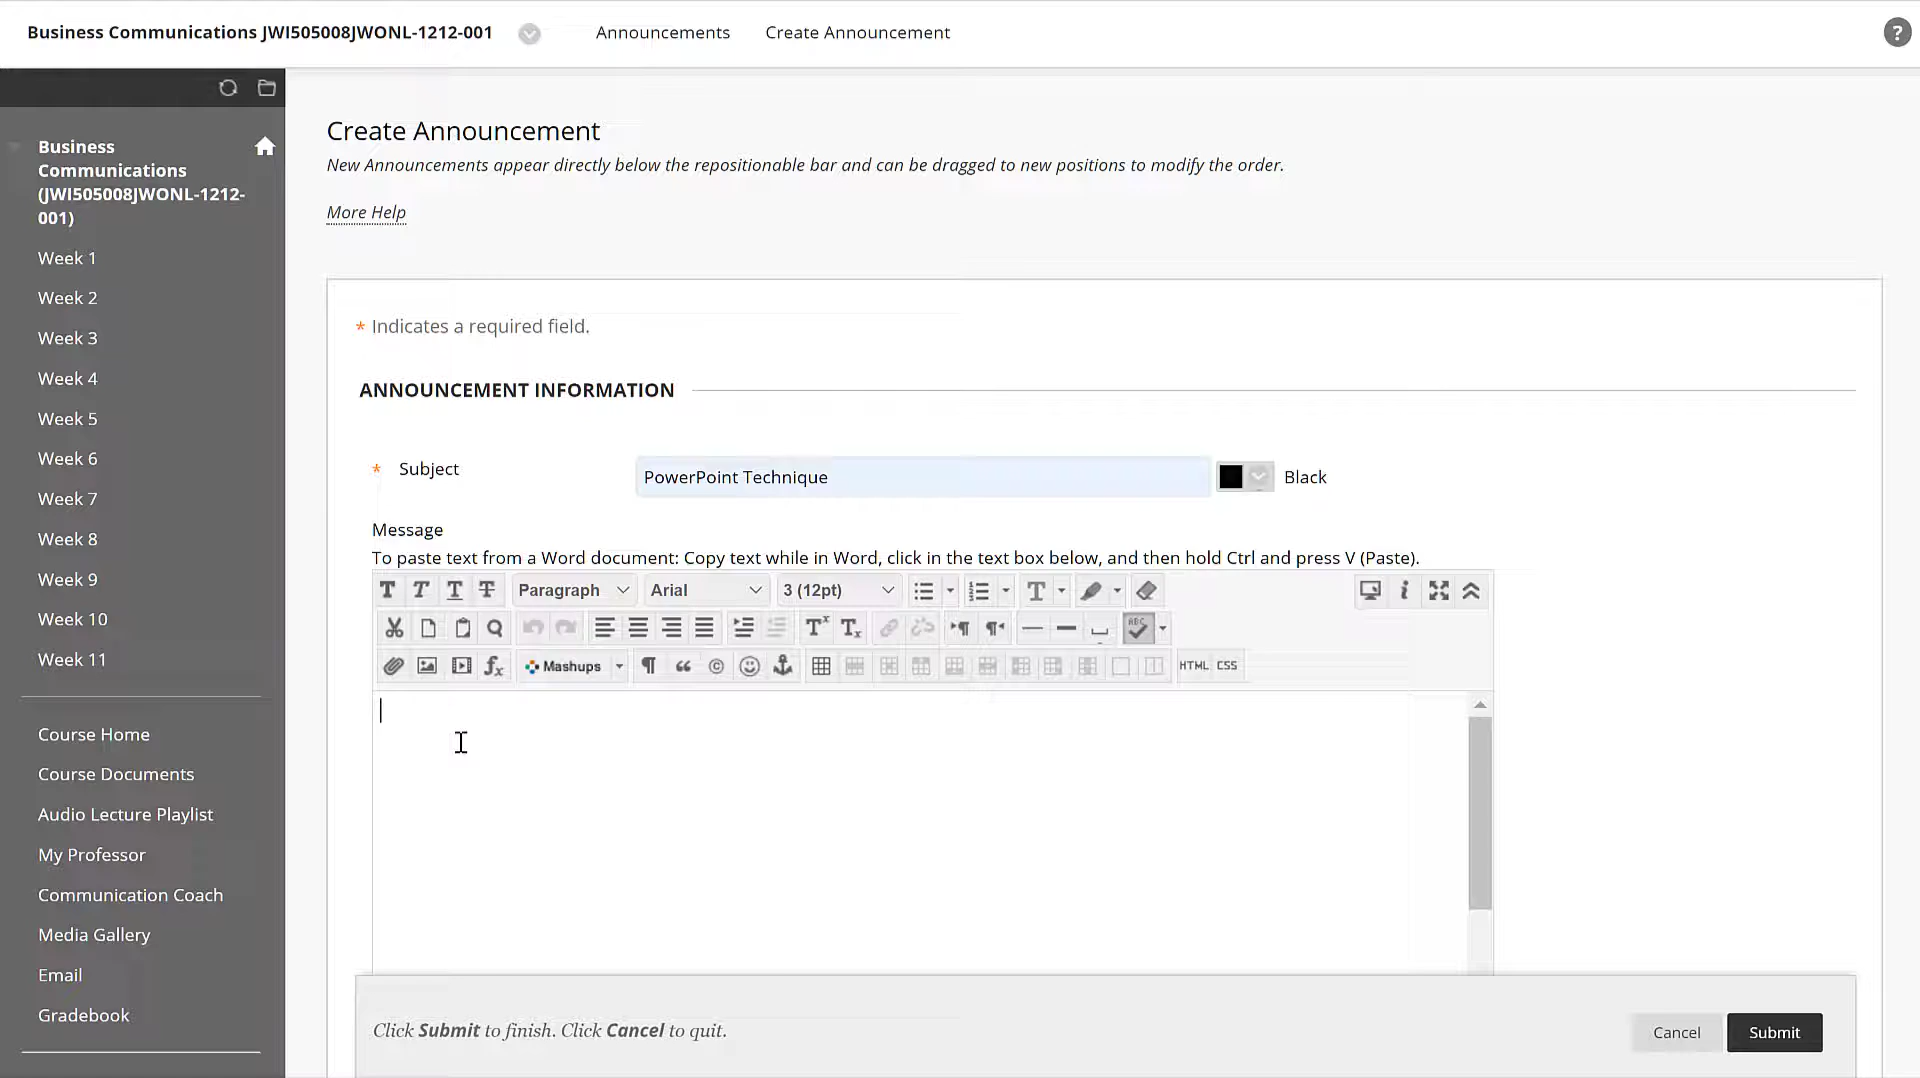 Business Communications JWI505008JWONL-1212-001 Announcements Create Announcement ?
Business
Communications
(JWI505008JWONL-1212-
001)
Week 1
Week 2
Week 3
Week 4
Week 5
Week 6
Week 7
Week 8
Week 9
Week 10
Week 11
Course Home
Course Documents
Audio Lecture Playlist
My Professor
Communication Coach
Media Gallery
Email
Gradebook
Create Announcement
New Announcements appear directly below the repositionable bar and can be dragged to new positions to modify the order.
More Help
* Indicates a required field.
ANNOUNCEMENT INFORMATION
* Subject PowerPoint Technique Black
Message
To paste text from a Word document: Copy text while in Word, click in the text box below, and then hold Ctrl and press V (Paste).
T T T T Paragraph Arial 3 (12pt) T i
Tx Tx ¶ ¶ ABC
fx Mashups ¶ “ © HTML CSS
Click Submit to finish. Click Cancel to quit. Cancel Submit